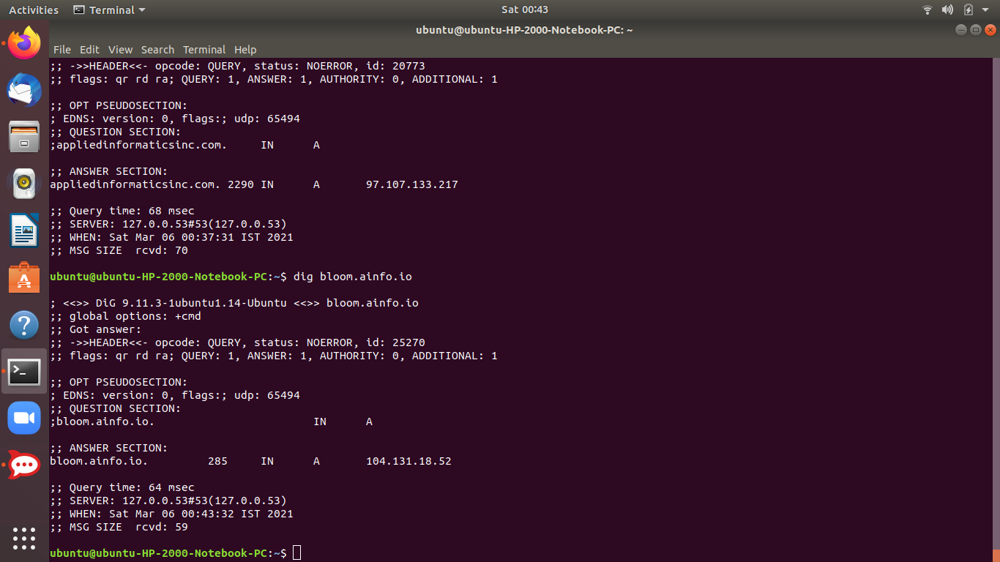 Activities Terminal Sat 00:43
ubuntu@ubuntu-HP-2000-Notebook-PC: ~
File Edit View Search Terminal Help
;; ->>HEADER<<- opcode: QUERY, status: NOERROR, id: 20773
;; flags: qr rd ra; QUERY: 1, ANSWER: 1, AUTHORITY: 0, ADDITIONAL: 1
;; OPT PSEUDOSECTION:
; EDNS: version: 0, flags:; udp: 65494
;; QUESTION SECTION:
;appliedinformaticsinc.com. IN A
;; ANSWER SECTION:
appliedinformaticsinc.com. 2290 IN A 97.107.133.217
;; Query time: 68 msec
;; SERVER: 127.0.0.53#53(127.0.0.53)
;; WHEN: Sat Mar 06 00:37:31 IST 2021
;; MSG SIZE rcvd: 70
ubuntu@ubuntu-HP-2000-Notebook-PC:~$ dig bloom.ainfo.io
; <<>> DiG 9.11.3-1ubuntu1.14-Ubuntu <<>> bloom.ainfo.io
;; global options: +cmd
;; Got answer:
;; ->>HEADER<<- opcode: QUERY, status: NOERROR, id: 25270
;; flags: qr rd ra; QUERY: 1, ANSWER: 1, AUTHORITY: 0, ADDITIONAL: 1
;; OPT PSEUDOSECTION:
; EDNS: version: 0, flags:; udp: 65494
;; QUESTION SECTION:
;bloom.ainfo.io. IN A
;; ANSWER SECTION:
bloom.ainfo.io. 285 IN A 104.131.18.52
;; Query time: 64 msec
;; SERVER: 127.0.0.53#53(127.0.0.53)
;; WHEN: Sat Mar 06 00:43:32 IST 2021
;; MSG SIZE rcvd: 59
ubuntu@ubuntu-HP-2000-Notebook-PC:~$